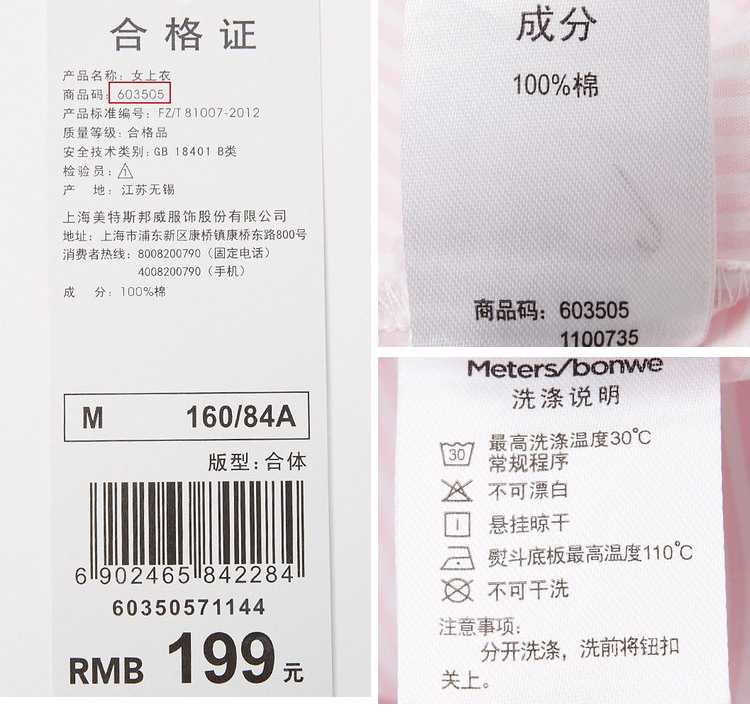 合格证
产品名称: 女上衣
商品码: 603505
产品标准编号: FZ/T 81007-2012
质量等级: 合格品
安全技术类别: GB 18401 B类
检验员: 1
产 地: 江苏无锡
上海美特斯邦威服饰股份有限公司
地址: 上海市浦东新区康桥镇康桥东路800号
消费者热线: 8008200790 (固定电话)
4008200790 (手机)
成 分: 100%棉
M 160/84A
版型: 合体
6 902465 842284
60350571144
RMB 199元
成分
100%棉
商品码: 603505
1100735
Meters/bonwe
洗涤说明
30 最高洗涤温度30℃
常规程序
不可漂白
悬挂晾干
熨斗底板最高温度110℃
不可干洗
注意事项:
分开洗涤, 洗前将钮扣
关上。